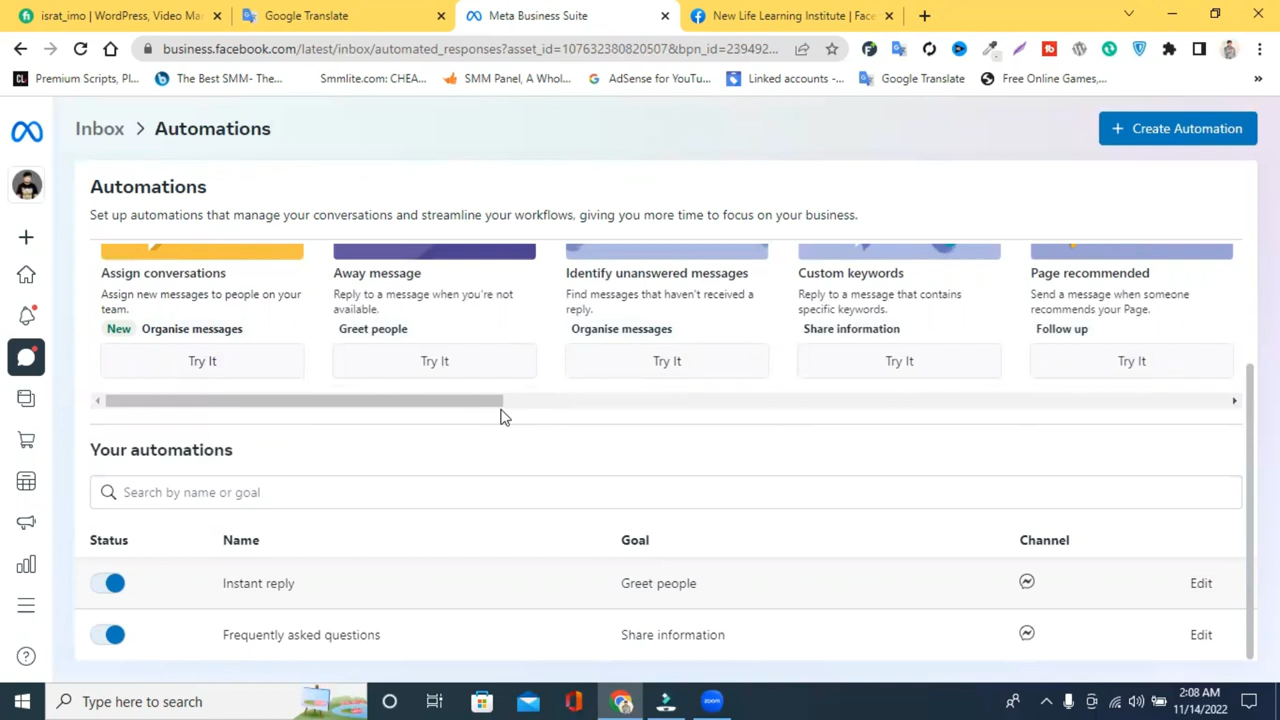 israt_imo | WordPress, Video Mar
Google Translate
Meta Business Suite
New Life Learning Institute | Face
business.facebook.com/latest/inbox/automated_responses?asset_id=107632380820507&bpn_id=239492...
Premium Scripts, Pl...
The Best SMM- The...
Smmlite.com: CHEA...
SMM Panel, A Whol...
AdSense for YouTu...
Linked accounts -...
Google Translate
Free Online Games,...
Inbox > Automations
+ Create Automation
Automations
Set up automations that manage your conversations and streamline your workflows, giving you more time to focus on your business.
Assign conversations
Assign new messages to people on your
team.
New Organise messages
Try It
Away message
Reply to a message when you're not
available.
Greet people
Try It
Identify unanswered messages
Find messages that haven't received a
reply.
Organise messages
Try It
Custom keywords
Reply to a message that contains
specific keywords.
Share information
Try It
Page recommended
Send a message when someone
recommends your Page.
Follow up
Try It
Your automations
Search by name or goal
Status Name Goal Channel
Instant reply Greet people Edit
Frequently asked questions Share information Edit
Type here to search
2:08 AM
11/14/2022